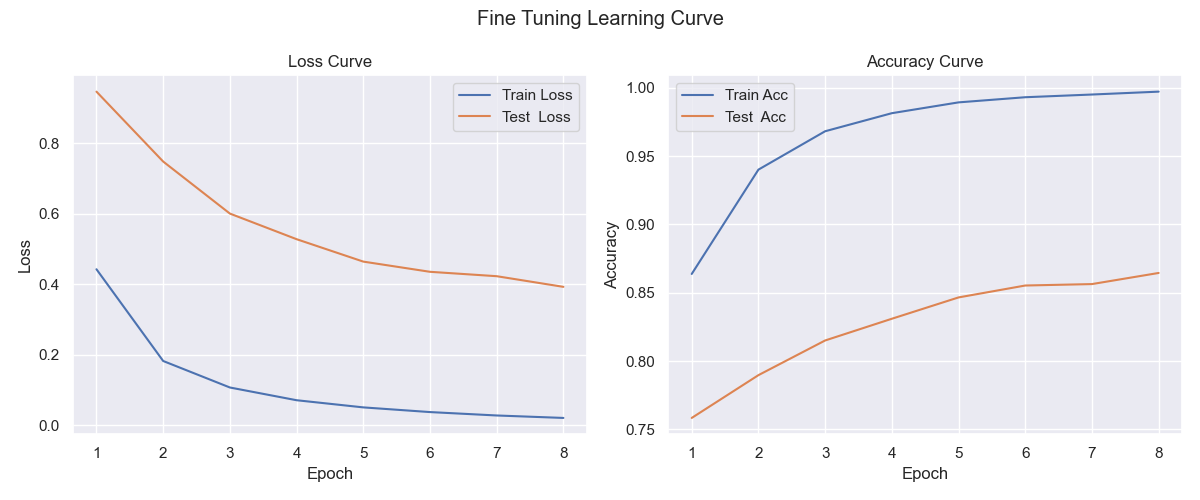 Fine Tuning Learning Curve
Loss Curve
Train Loss
Test  Loss
0.8
0.6
0.4
0.2
0.0
Loss
1 2 3 4 5 6 7 8
Epoch
Accuracy Curve
Train Acc
Test  Acc
1.00
0.95
0.90
0.85
0.80
0.75
Accuracy
1 2 3 4 5 6 7 8
Epoch